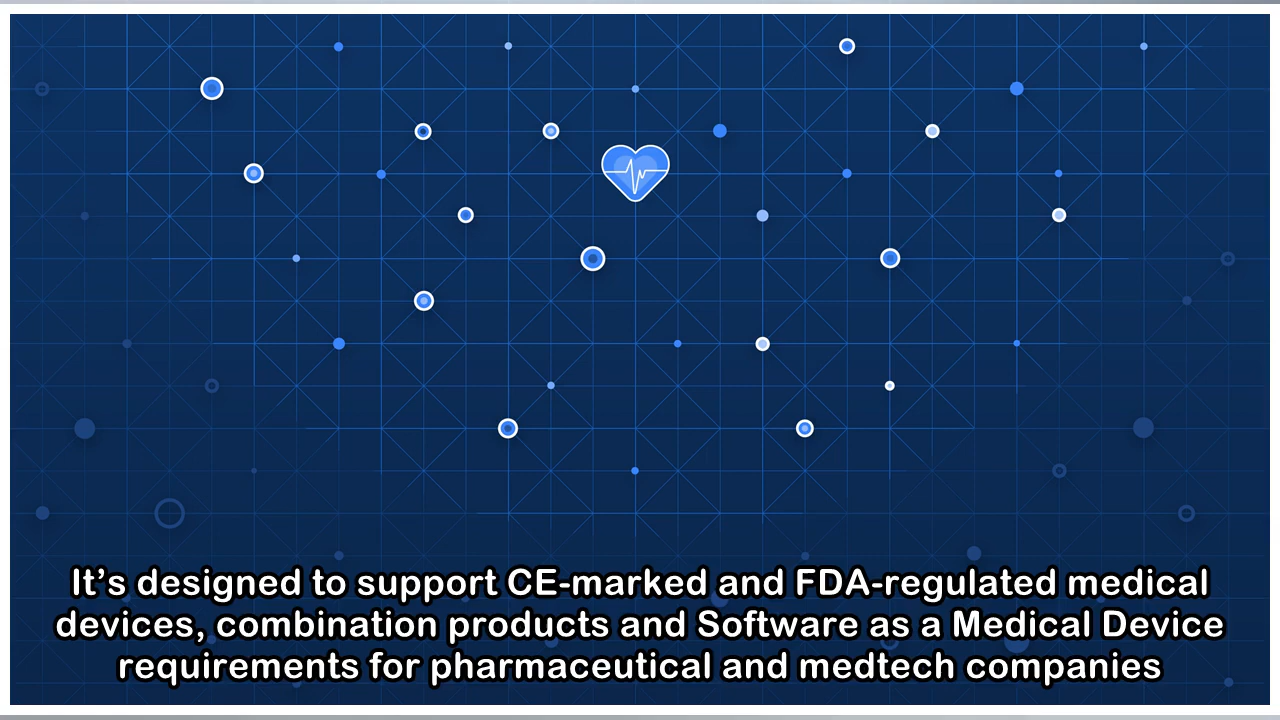 It’s designed to support CE-marked and FDA-regulated medical
devices, combination products and Software as a Medical Device
requirements for pharmaceutical and medtech companies